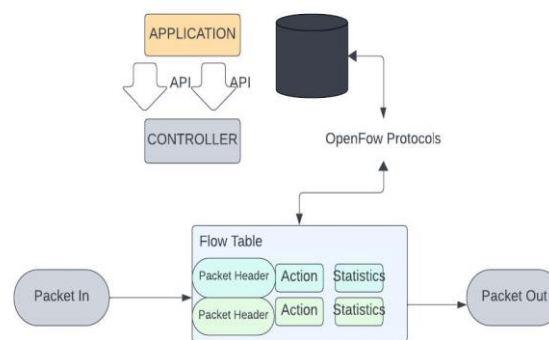 APPLICATION
API API
CONTROLLER
OpenFow Protocols
Flow Table
Packet Header Action Statistics
Packet Header Action Statistics
Packet In
Packet Out